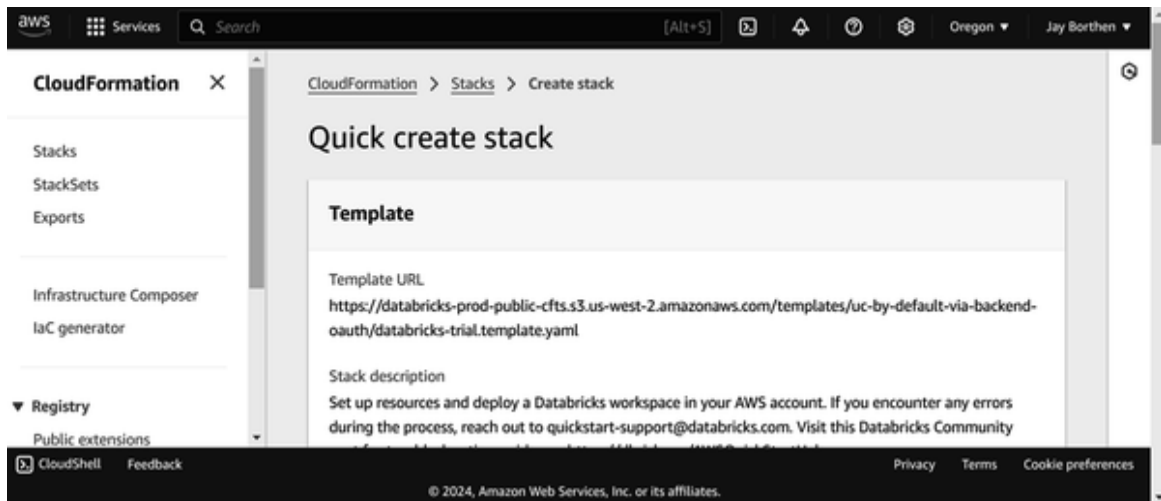 aws Services Search [Alt+S] Oregon ▼ Jay Borthen ▼
CloudFormation
Stacks
StackSets
Exports
Infrastructure Composer
IaC generator
▼ Registry
Public extensions
CloudFormation > Stacks > Create stack
Quick create stack
Template
Template URL
https://databricks-prod-public-cfts.s3.us-west-2.amazonaws.com/templates/uc-by-default-via-backend-
oauth/databricks-trial.template.yaml
Stack description
Set up resources and deploy a Databricks workspace in your AWS account. If you encounter any errors
during the process, reach out to quickstart-support@databricks.com. Visit this Databricks Community
CloudShell Feedback Privacy Terms Cookie preferences
© 2024, Amazon Web Services, Inc. or its affiliates.